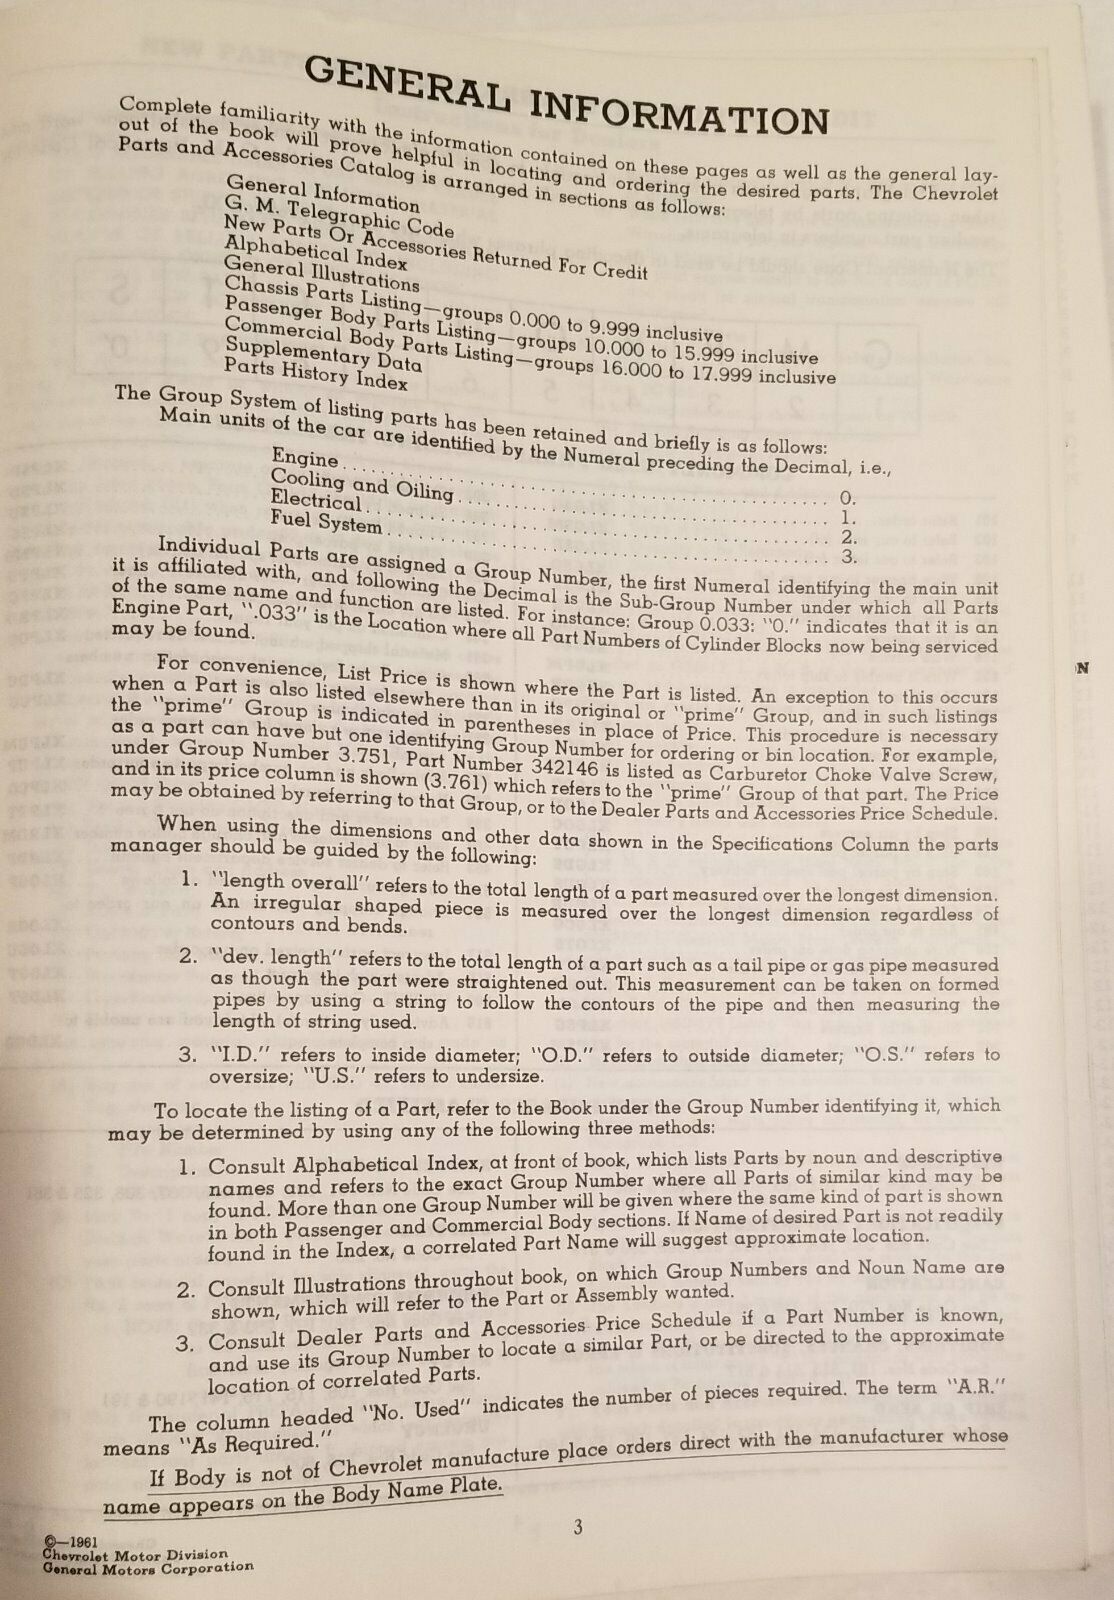 GENERAL INFORMATION
Complete familiarity with the information contained on these pages as well as the general lay-
out of the book will prove helpful in locating and ordering the desired parts. The Chevrolet
Parts and Accessories Catalog is arranged in sections as follows:
General Information
G. M. Telegraphic Code
New Parts Or Accessories Returned For Credit
Alphabetical Index
General Illustrations
Chassis Parts Listing—groups 0.000 to 9.999 inclusive
Passenger Body Parts Listing—groups 10.000 to 15.999 inclusive
Commercial Body Parts Listing—groups 16.000 to 17.999 inclusive
Supplementary Data
Parts History Index
The Group System of listing parts has been retained and briefly is as follows:
Main units of the car are identified by the Numeral preceding the Decimal, i.e.,
Engine.................................................. 0.
Cooling and Oiling...................................... 1.
Electrical.............................................. 2.
Fuel System............................................. 3.
Individual Parts are assigned a Group Number, the first Numeral identifying the main unit
it is affiliated with, and following the Decimal is the Sub-Group Number under which all Parts
of the same name and function are listed. For instance: Group 0.033: "0." indicates that it is an
Engine Part, ".033" is the Location where all Part Numbers of Cylinder Blocks now being serviced
may be found.
For convenience, List Price is shown where the Part is listed. An exception to this occurs
when a Part is also listed elsewhere than in its original or "prime" Group, and in such listings
the "prime" Group is indicated in parentheses in place of Price. This procedure is necessary
as a part can have but one identifying Group Number for ordering or bin location. For example,
under Group Number 3.751, Part Number 342146 is listed as Carburetor Choke Valve Screw,
and in its price column is shown (3.761) which refers to the "prime" Group of that part. The Price
may be obtained by referring to that Group, or to the Dealer Parts and Accessories Price Schedule.
When using the dimensions and other data shown in the Specifications Column the parts
manager should be guided by the following:
1. "length overall" refers to the total length of a part measured over the longest dimension.
An irregular shaped piece is measured over the longest dimension regardless of
contours and bends.
2. "dev. length" refers to the total length of a part such as a tail pipe or gas pipe measured
as though the part were straightened out. This measurement can be taken on formed
pipes by using a string to follow the contours of the pipe and then measuring the
length of string used.
3. "I.D." refers to inside diameter; "O.D." refers to outside diameter; "O.S." refers to
oversize; "U.S." refers to undersize.
To locate the listing of a Part, refer to the Book under the Group Number identifying it, which
may be determined by using any of the following three methods:
1. Consult Alphabetical Index, at front of book, which lists Parts by noun and descriptive
names and refers to the exact Group Number where all Parts of similar kind may be
found. More than one Group Number will be given where the same kind of part is shown
in both Passenger and Commercial Body sections. If Name of desired Part is not readily
found in the Index, a correlated Part Name will suggest approximate location.
2. Consult Illustrations throughout book, on which Group Numbers and Noun Name are
shown, which will refer to the Part or Assembly wanted.
3. Consult Dealer Parts and Accessories Price Schedule if a Part Number is known,
and use its Group Number to locate a similar Part, or be directed to the approximate
location of correlated Parts.
The column headed "No. Used" indicates the number of pieces required. The term "A.R."
means "As Required."
If Body is not of Chevrolet manufacture place orders direct with the manufacturer whose
name appears on the Body Name Plate.
3
©—1961
Chevrolet Motor Division
General Motors Corporation